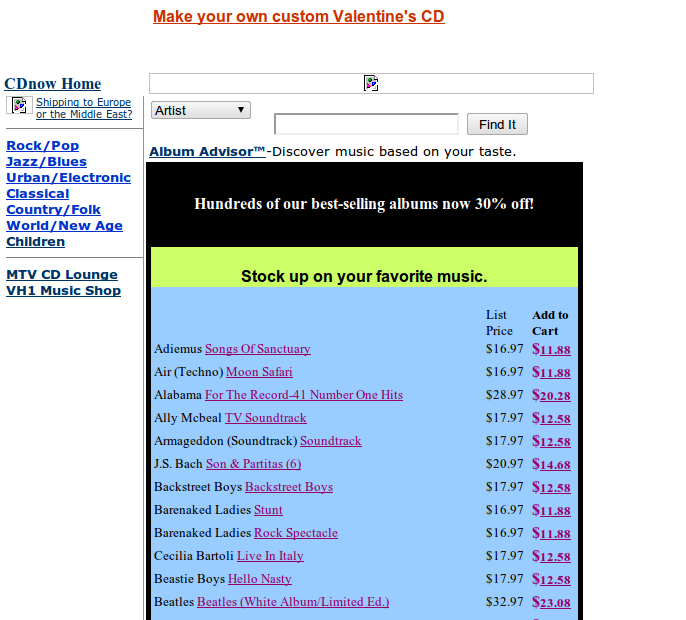 Make your own custom Valentine's CD
CDnow Home
Shipping to Europe
or the Middle East?
Rock/Pop
Jazz/Blues
Urban/Electronic
Classical
Country/Folk
World/New Age
Children
MTV CD Lounge
VH1 Music Shop
Artist
Find It
Album Advisor™-Discover music based on your taste.
Hundreds of our best-selling albums now 30% off!
Stock up on your favorite music.
List Price Add to Cart
Adiemus Songs Of Sanctuary $16.97 $11.88
Air (Techno) Moon Safari $16.97 $11.88
Alabama For The Record-41 Number One Hits $28.97 $20.28
Ally Mcbeal TV Soundtrack $17.97 $12.58
Armageddon (Soundtrack) Soundtrack $17.97 $12.58
J.S. Bach Son & Partitas (6) $20.97 $14.68
Backstreet Boys Backstreet Boys $17.97 $12.58
Barenaked Ladies Stunt $16.97 $11.88
Barenaked Ladies Rock Spectacle $16.97 $11.88
Cecilia Bartoli Live In Italy $17.97 $12.58
Beastie Boys Hello Nasty $17.97 $12.58
Beatles Beatles (White Album/Limited Ed.) $32.97 $23.08